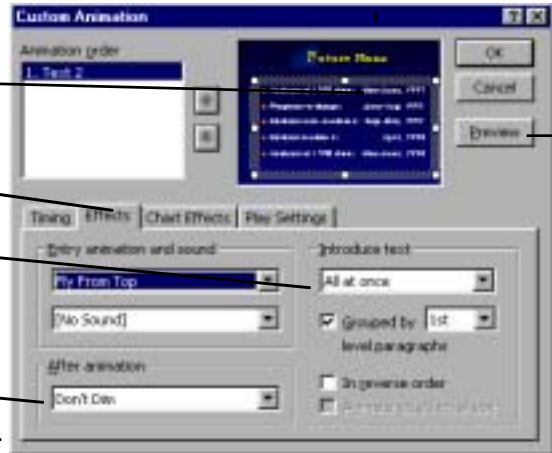 Custom Animation
Animation order
1. Text 2
Future Menu
OK
Cancel
Preview
Timing
Effects
Chart Effects
Play Settings
Entry animation and sound
Fly From Top
[No Sound]
After animation
Don't Dim
Introduce text
All at once
Grouped by 1st
level paragraphs
In reverse order